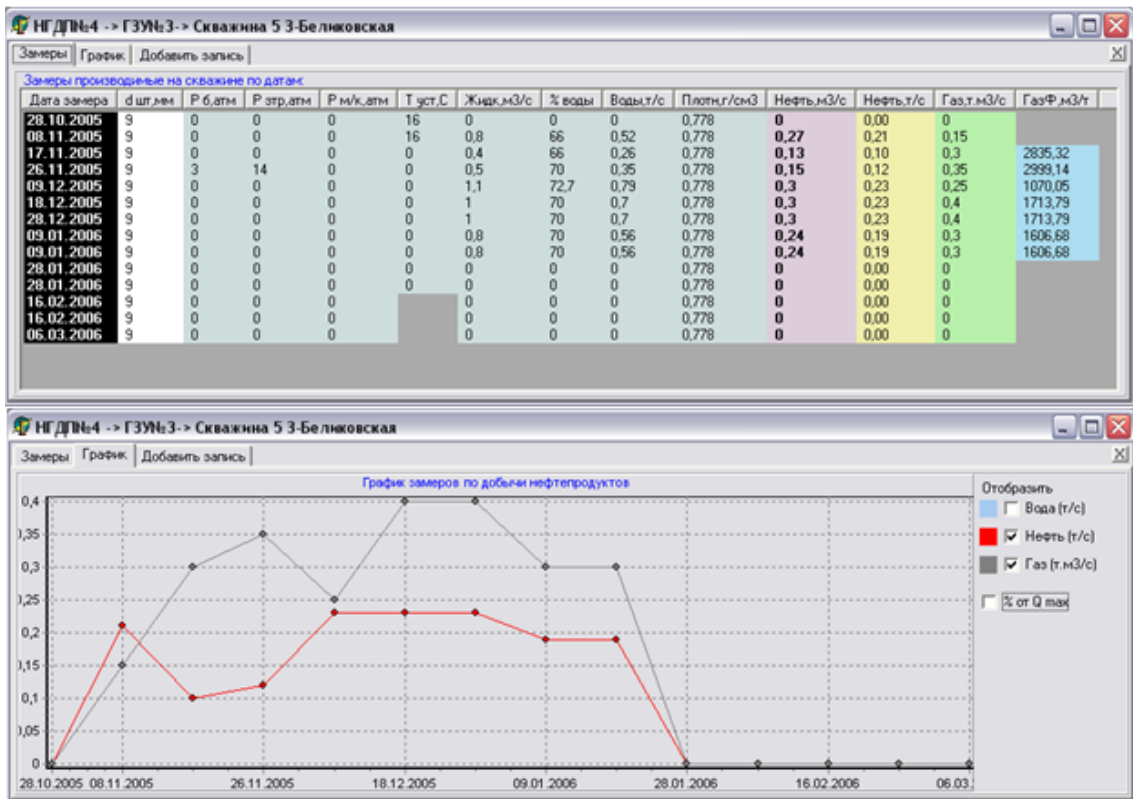 НГДП№4 -> ГЗУ№3-> Скважина 5 З-Беликовская
Замеры График Добавить запись
Замеры производимые на скважине по датам:
Дата замера d шт,мм Р б,атм Р зтр,атм Р м/к,атм Т уст,С Жидк,м3/с % воды Воды,т/с Плотн,г/см3 Нефть,м3/с Нефть,т/с Газ,т.м3/с ГазФ,м3/т
28.10.2005 9 0 0 0 16 0 0 0 0,778 0 0,00 0
08.11.2005 9 0 0 0 16 0,8 66 0,52 0,778 0,27 0,21 0,15
17.11.2005 9 0 0 0 0 0,4 66 0,26 0,778 0,13 0,10 0,3 2835,32
26.11.2005 9 3 14 0 0 0,5 70 0,35 0,778 0,15 0,12 0,35 2999,14
09.12.2005 9 0 0 0 0 1,1 72,7 0,79 0,778 0,3 0,23 0,25 1070,05
18.12.2005 9 0 0 0 0 1 70 0,7 0,778 0,3 0,23 0,4 1713,79
28.12.2005 9 0 0 0 0 1 70 0,7 0,778 0,3 0,23 0,4 1713,79
09.01.2006 9 0 0 0 0 0,8 70 0,56 0,778 0,24 0,19 0,3 1606,68
09.01.2006 9 0 0 0 0 0,8 70 0,56 0,778 0,24 0,19 0,3 1606,68
28.01.2006 9 0 0 0 0 0 0 0 0,778 0 0,00 0
28.01.2006 9 0 0 0 0 0 0 0 0,778 0 0,00 0
16.02.2006 9 0 0 0 0 0 0 0,778 0 0,00 0
16.02.2006 9 0 0 0 0 0 0 0,778 0 0,00 0
06.03.2006 9 0 0 0 0 0 0 0,778 0 0,00 0
НГДП№4 -> ГЗУ№3-> Скважина 5 З-Беликовская
Замеры График Добавить запись
График замеров по добычи нефтепродуктов
0,4
0,35
0,3
0,25
0,2
0,15
0,1
0,05
0
28.10.2005 08.11.2005 26.11.2005 18.12.2005 09.01.2006 28.01.2006 16.02.2006 06.03.
Отобразить
Вода (т/с)
Нефть (т/с)
Газ (т.м3/с)
% от Q max